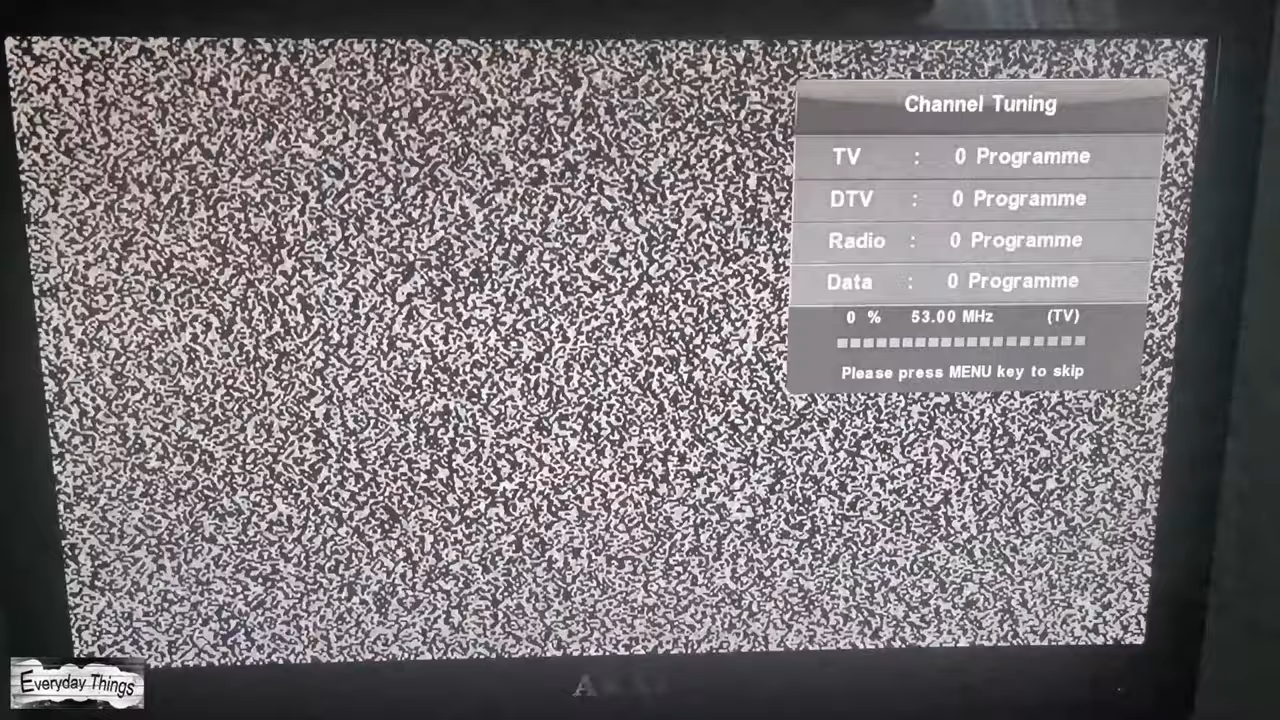 Channel Tuning
TV : 0 Programme
DTV : 0 Programme
Radio : 0 Programme
Data : 0 Programme
0 % 53.00 MHz (TV)
Please press MENU key to skip
Everyday Things